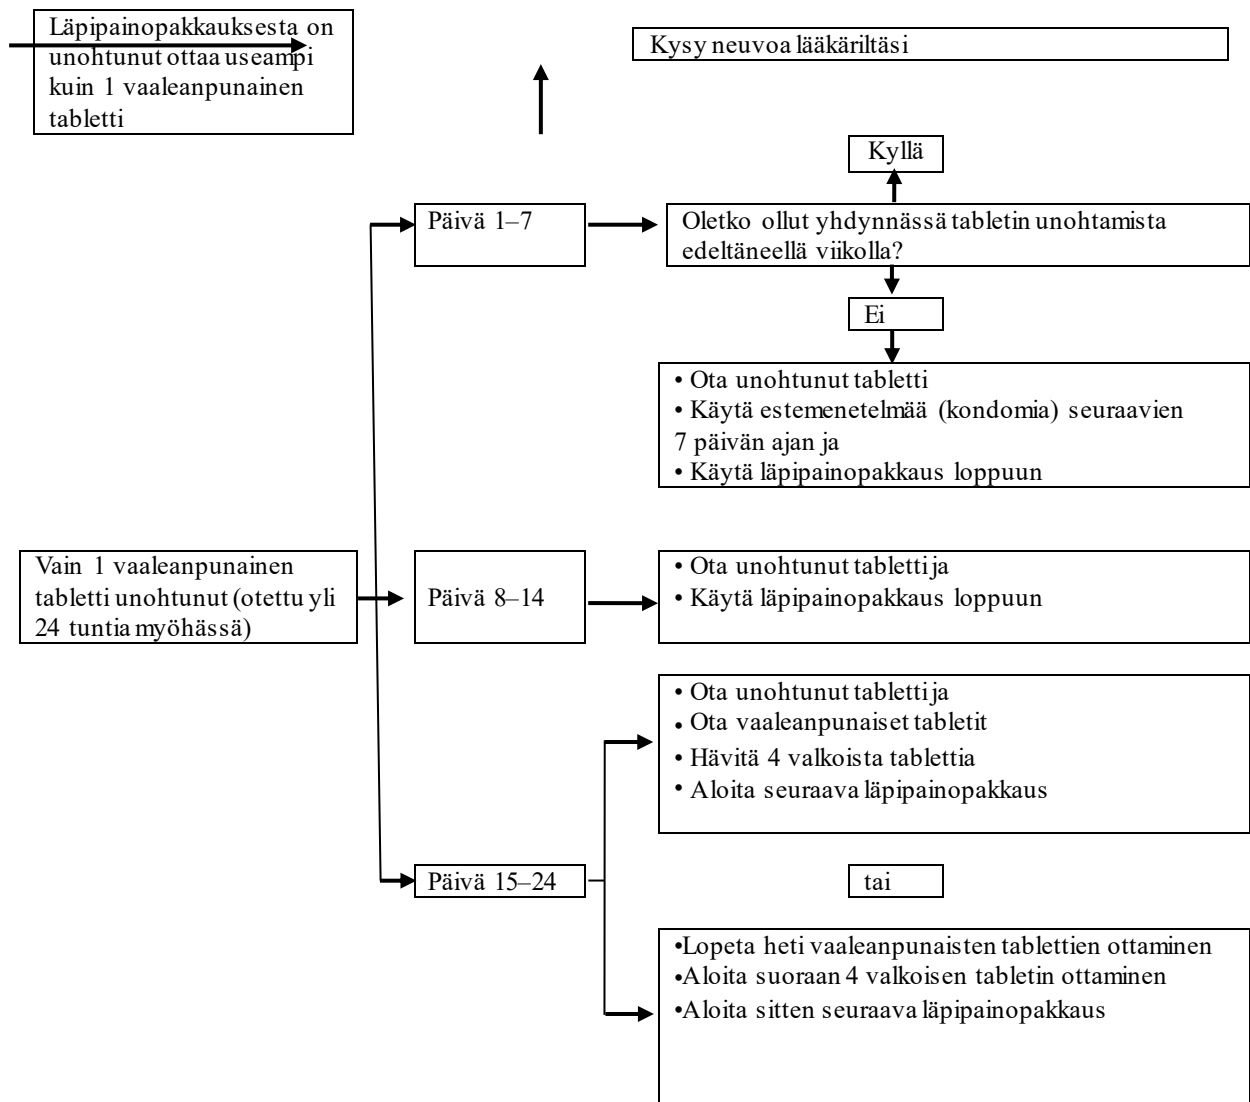 Läpipainopakkauksesta on
unohtunut ottaa useampi
kuin 1 vaaleanpunainen
tabletti
Kysy neuvoa lääkäriltäsi
Kyllä
Päivä 1–7
Oletko ollut yhdynnässä tabletin unohtamista
edeltäneellä viikolla?
Ei
• Ota unohtunut tabletti
• Käytä estemenetelmää (kondomia) seuraavien
7 päivän ajan ja
• Käytä läpipainopakkaus loppuun
Vain 1 vaaleanpunainen
tabletti unohtunut (otettu yli
24 tuntia myöhässä)
Päivä 8–14
• Ota unohtunut tabletti ja
• Käytä läpipainopakkaus loppuun
• Ota unohtunut tabletti ja
• Ota vaaleanpunaiset tabletit
• Hävitä 4 valkoista tablettia
• Aloita seuraava läpipainopakkaus
Päivä 15–24
tai
•Lopeta heti vaaleanpunaisten tablettien ottaminen
•Aloita suoraan 4 valkoisen tabletin ottaminen
•Aloita sitten seuraava läpipainopakkaus